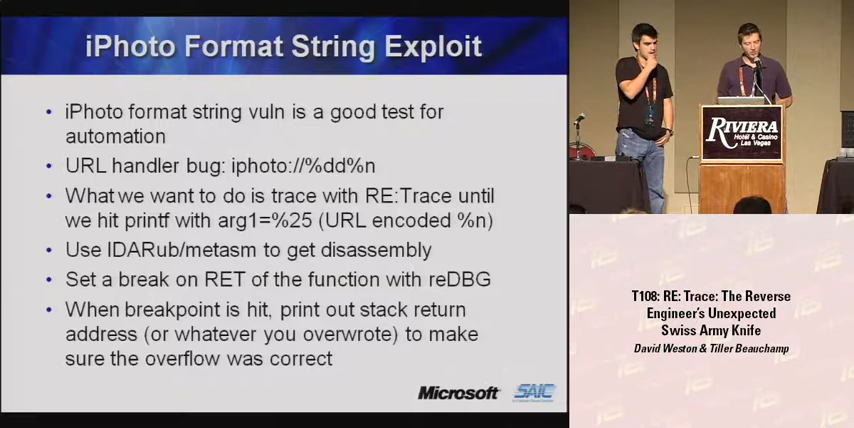 iPhoto Format String Exploit
• iPhoto format string vuln is a good test for
automation
• URL handler bug: iphoto://%dd%n
• What we want to do is trace with RE:Trace until
we hit printf with arg1=%25 (URL encoded %n)
• Use IDARub/metasm to get disassembly
• Set a break on RET of the function with reDBG
• When breakpoint is hit, print out stack return
address (or whatever you overwrote) to make
sure the overflow was correct
Microsoft
SAIC
RIVIERA
Hotel & Casino
Las Vegas
T108: RE: Trace: The Reverse
Engineer's Unexpected
Swiss Army Knife
David Weston & Tiller Beauchamp